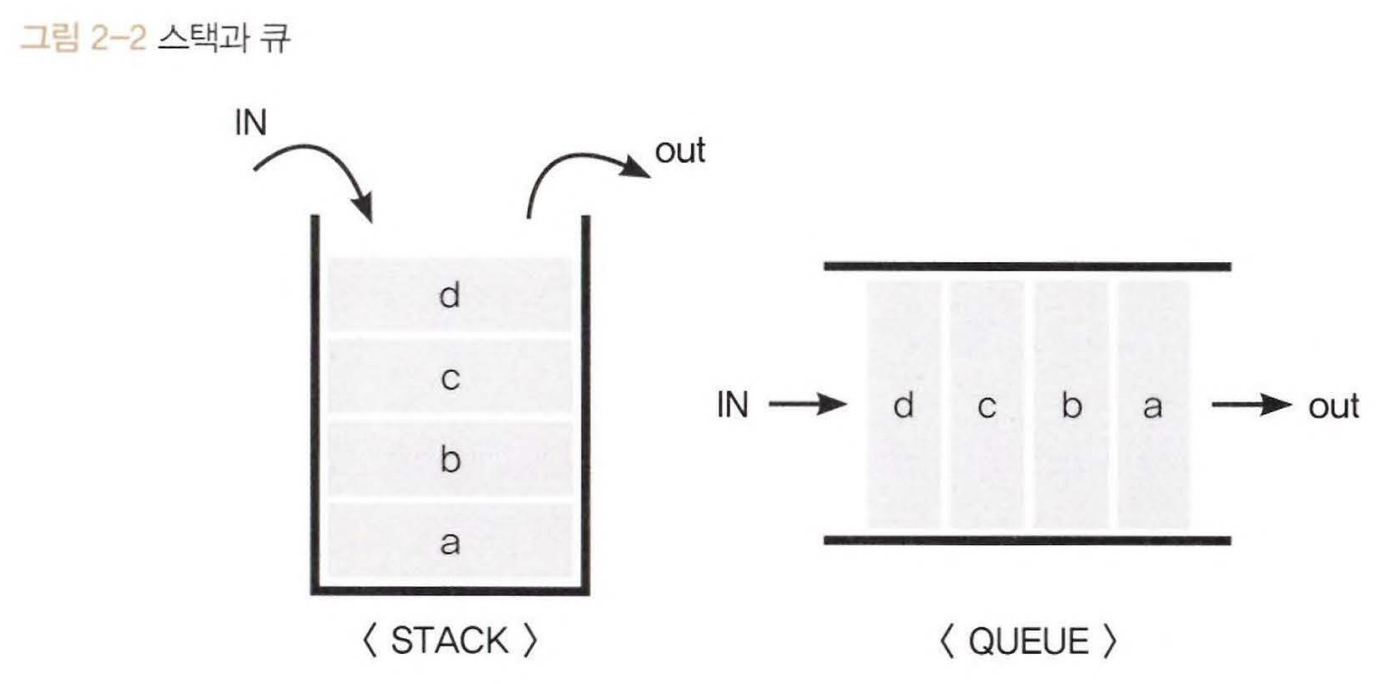 그림 2-2 스택과 큐
IN
out
d
c
b
a
〈 STACK 〉
IN
d c b a
out
〈 QUEUE 〉